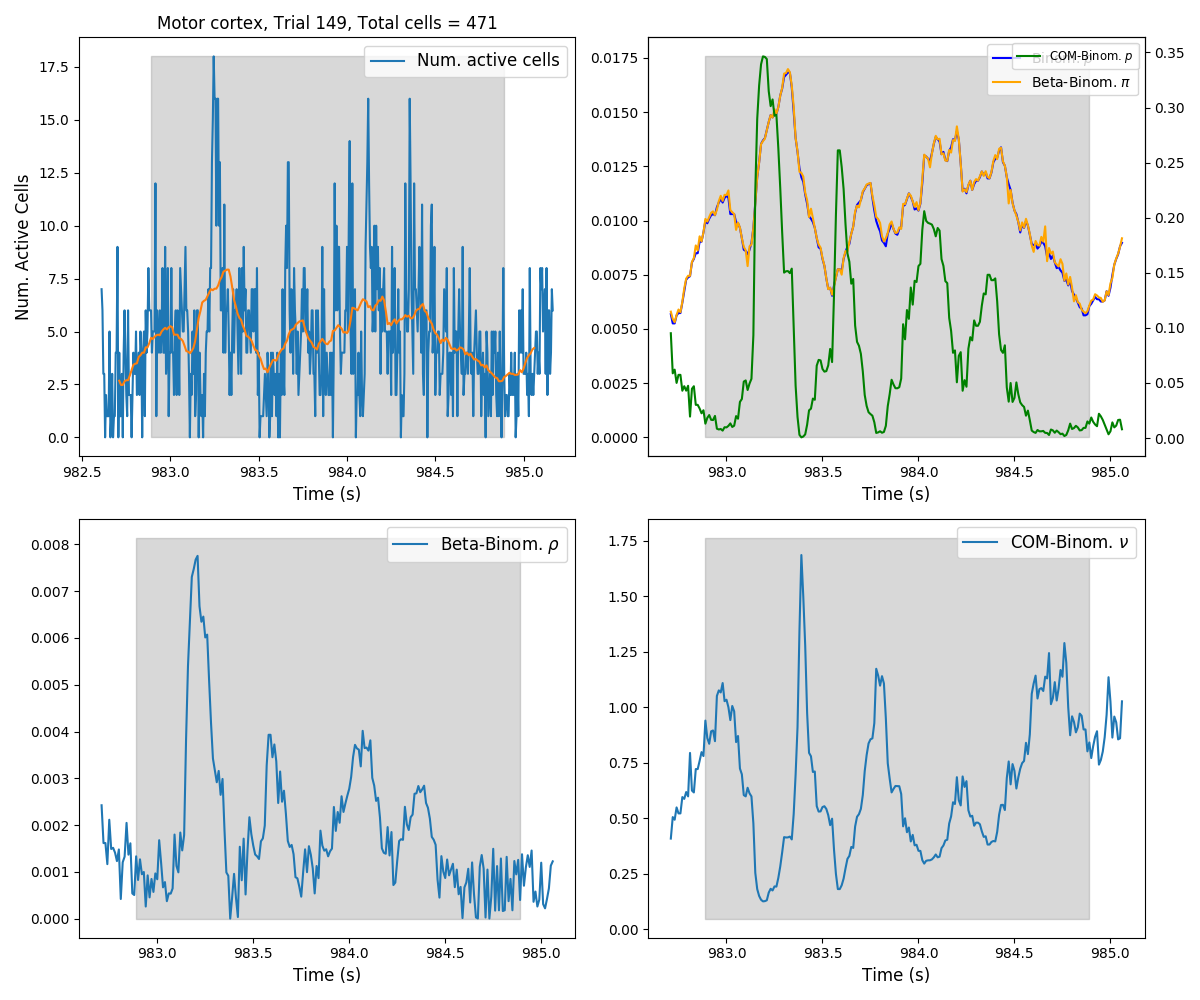 Motor cortex, Trial 149, Total cells = 471
Num. active cells
Num. Active Cells
17.5
15.0
12.5
10.0
7.5
5.0
2.5
0.0
982.5 983.0 983.5 984.0 984.5 985.0
Time (s)
COM-Binom. p
Beta-Binom. π
0.0175
0.0150
0.0125
0.0100
0.0075
0.0050
0.0025
0.0000
0.35
0.30
0.25
0.20
0.15
0.10
0.05
0.00
983.0 983.5 984.0 984.5 985.0
Time (s)
Beta-Binom. ρ
0.008
0.007
0.006
0.005
0.004
0.003
0.002
0.001
0.000
983.0 983.5 984.0 984.5 985.0
Time (s)
COM-Binom. ν
1.75
1.50
1.25
1.00
0.75
0.50
0.25
0.00
983.0 983.5 984.0 984.5 985.0
Time (s)